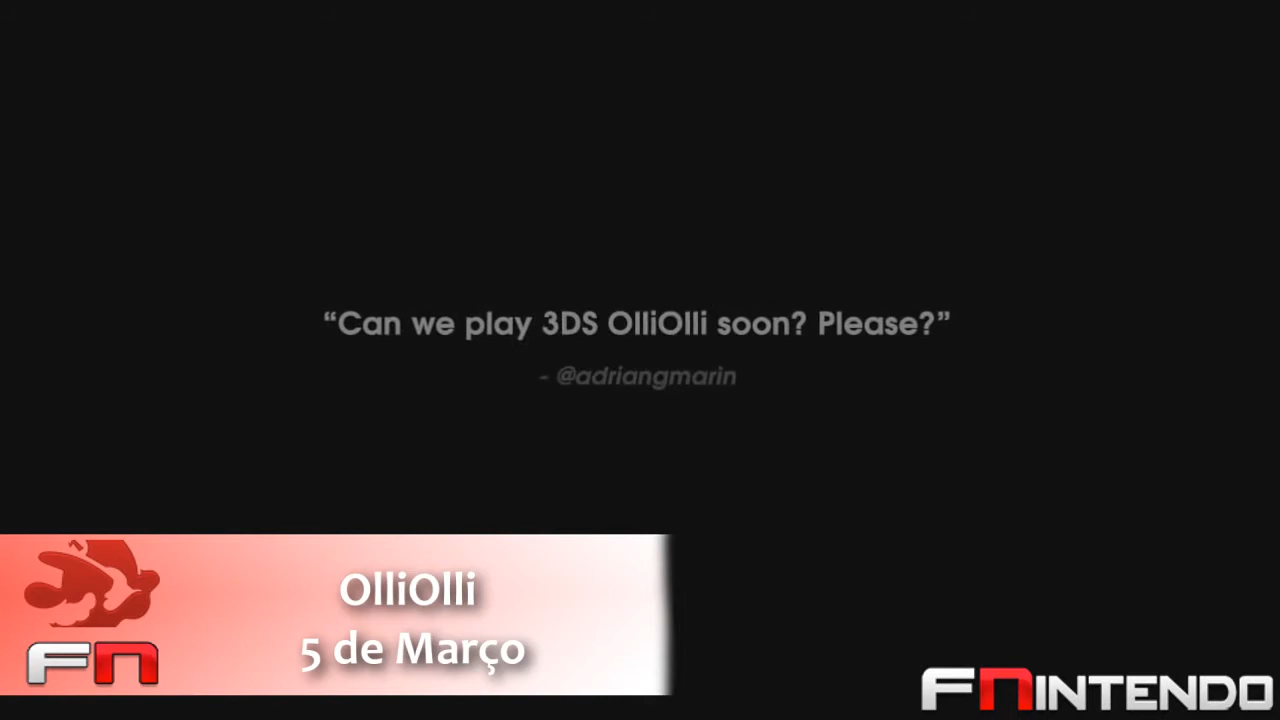 “Can we play 3DS OlliOlli soon? Please?”
- @adriangmarin
OlliOlli
5 de Março
FN
FNINTENDO